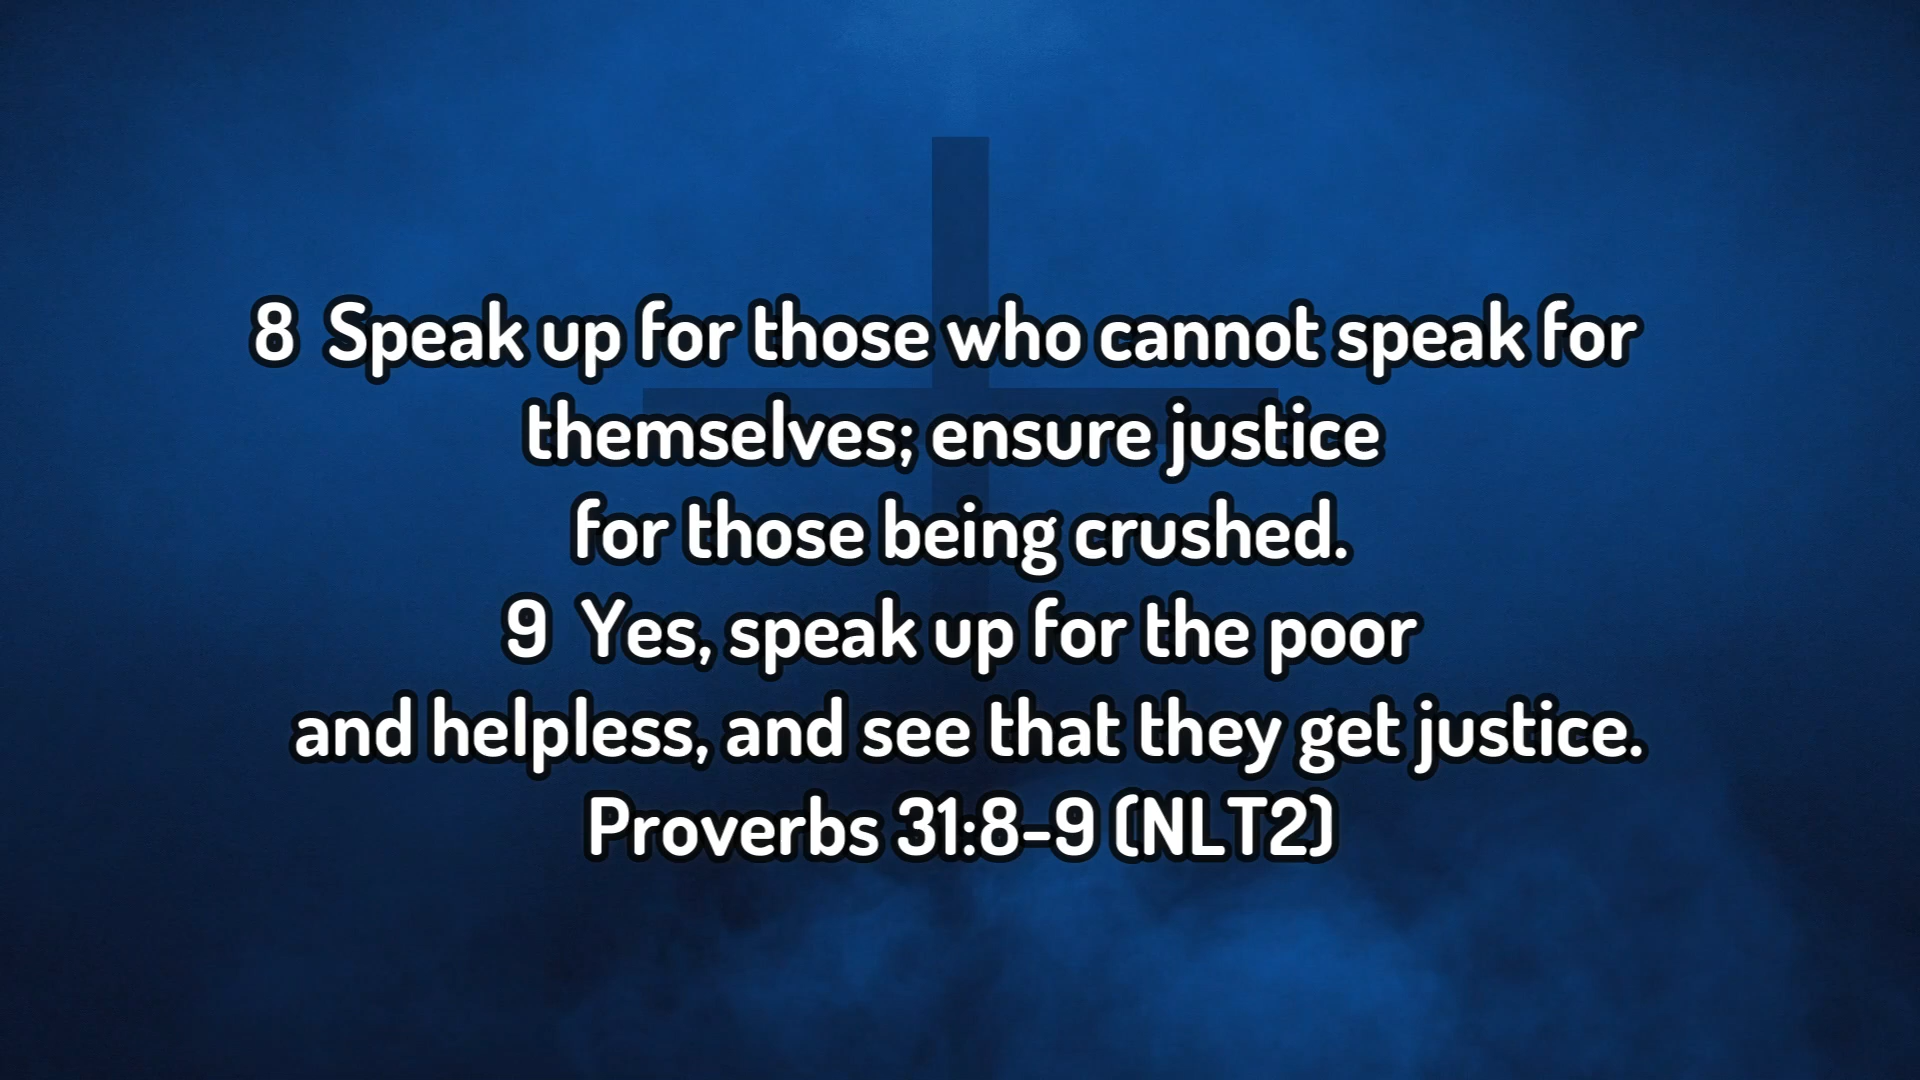 8  Speak up for those who cannot speak for
themselves; ensure justice
for those being crushed.
9  Yes, speak up for the poor
and helpless, and see that they get justice.
Proverbs 31:8-9 (NLT2)